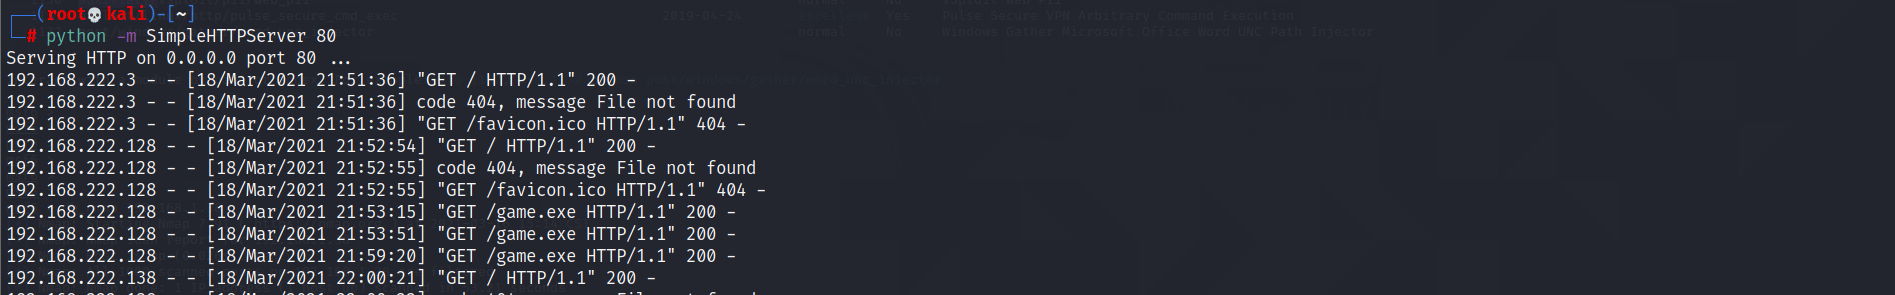 (root💀kali)-[~]
# python -m SimpleHTTPServer 80
Serving HTTP on 0.0.0.0 port 80 ...
192.168.222.3 - - [18/Mar/2021 21:51:36] "GET / HTTP/1.1" 200 -
192.168.222.3 - - [18/Mar/2021 21:51:36] code 404, message File not found
192.168.222.3 - - [18/Mar/2021 21:51:36] "GET /favicon.ico HTTP/1.1" 404 -
192.168.222.128 - - [18/Mar/2021 21:52:54] "GET / HTTP/1.1" 200 -
192.168.222.128 - - [18/Mar/2021 21:52:55] code 404, message File not found
192.168.222.128 - - [18/Mar/2021 21:52:55] "GET /favicon.ico HTTP/1.1" 404 -
192.168.222.128 - - [18/Mar/2021 21:53:15] "GET /game.exe HTTP/1.1" 200 -
192.168.222.128 - - [18/Mar/2021 21:53:51] "GET /game.exe HTTP/1.1" 200 -
192.168.222.128 - - [18/Mar/2021 21:59:20] "GET /game.exe HTTP/1.1" 200 -
192.168.222.138 - - [18/Mar/2021 22:00:21] "GET / HTTP/1.1" 200 -